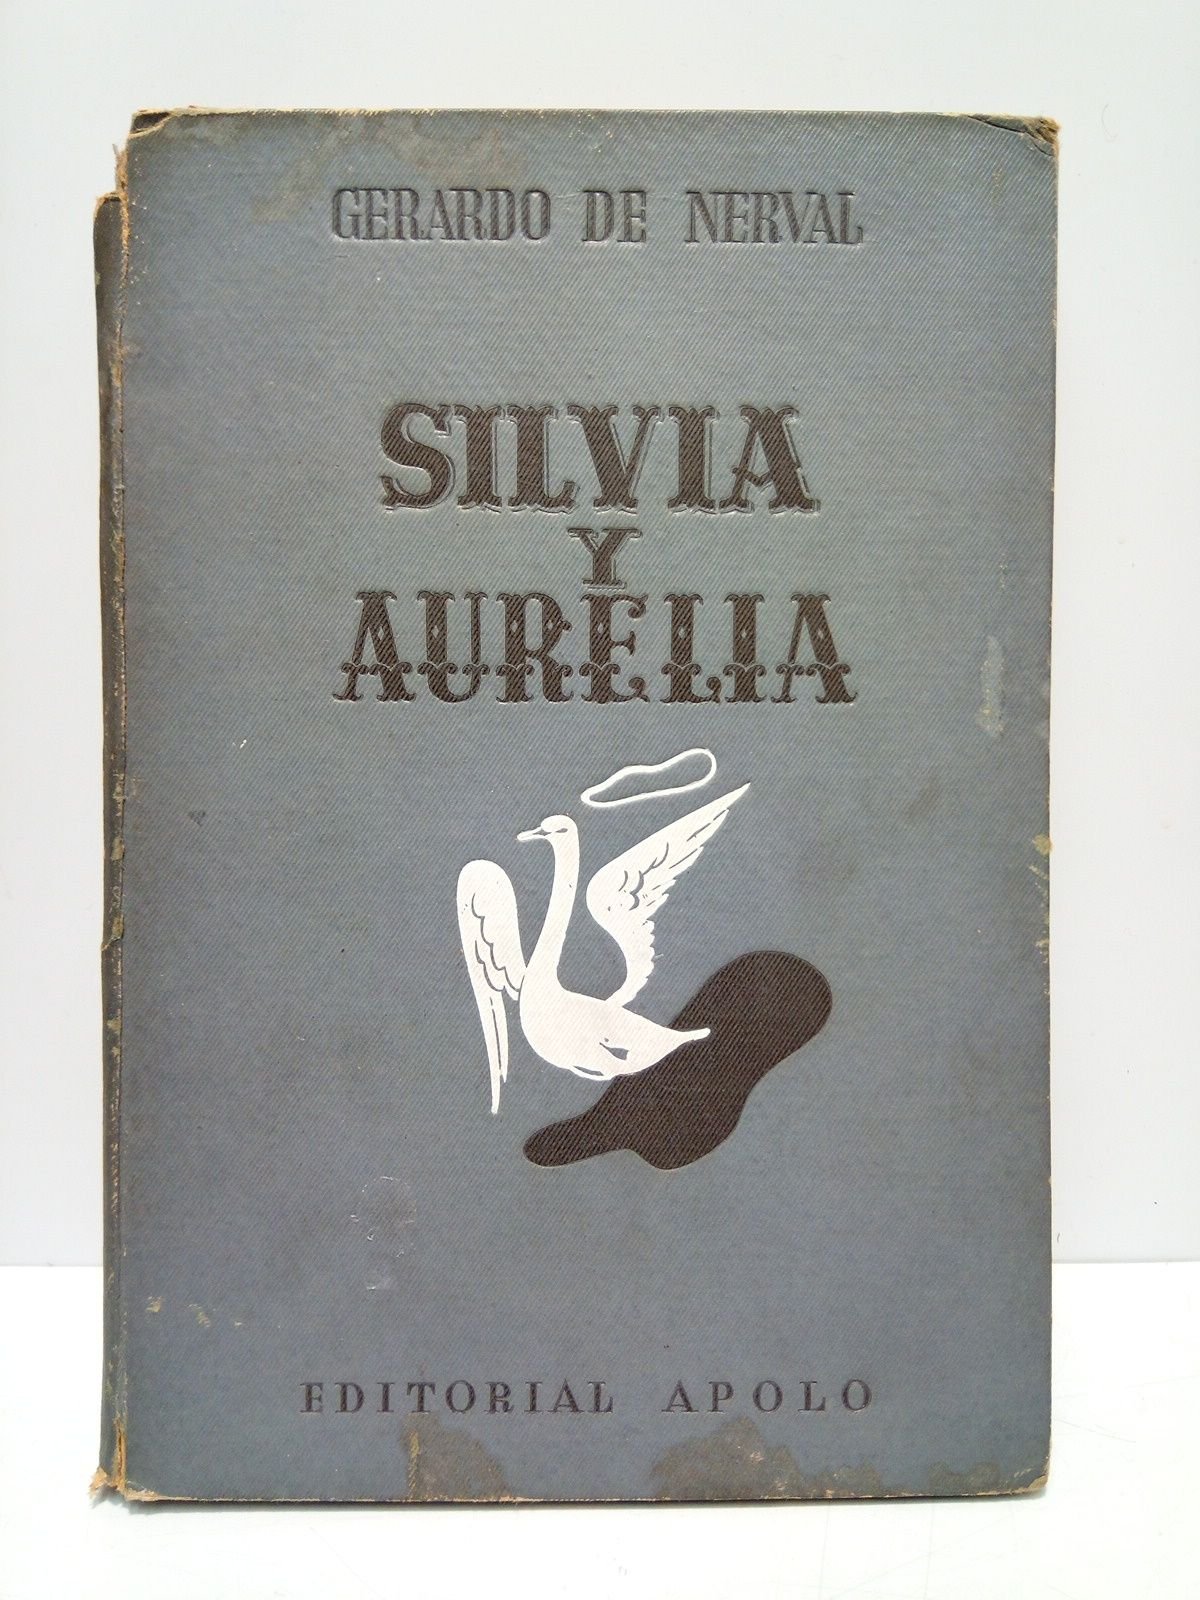 GERARDO DE NERVAL
SILVIA
Y
AURELIA
EDITORIAL APOLO